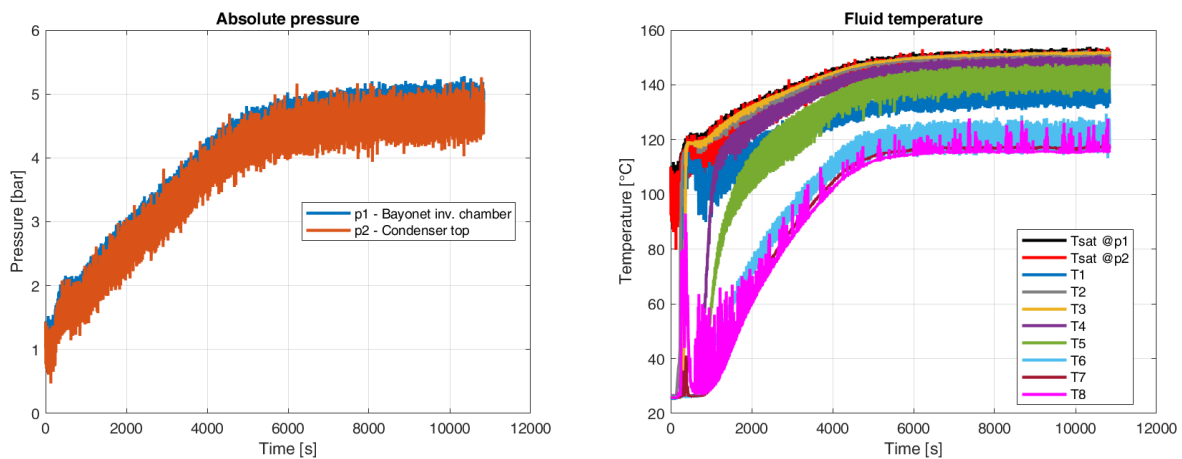 Absolute pressure
6
5
4
3
2
1
0
Pressure [bar]
p1 - Bayonet inv. chamber
p2 - Condenser top
0 2000 4000 6000 8000 10000 12000
Time [s]
Fluid temperature
160
140
120
100
80
60
40
20
Temperature [°C]
Tsat @p1
Tsat @p2
T1
T2
T3
T4
T5
T6
T7
T8
0 2000 4000 6000 8000 10000 12000
Time [s]